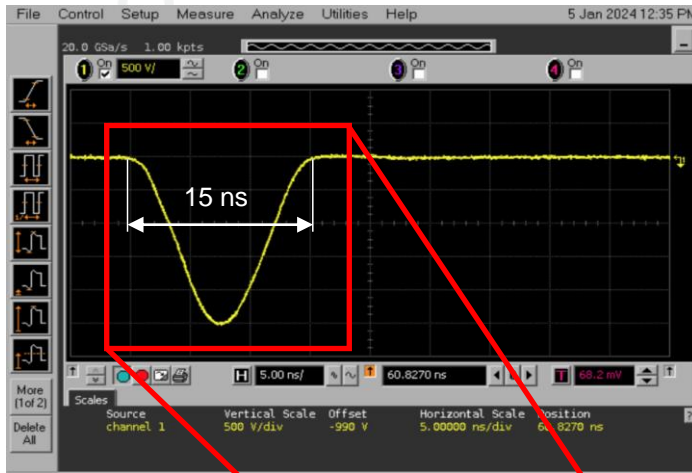 File Control Setup Measure Analyze Utilities Help 5 Jan 2024 12:35 PM
20.0 GSa/s 1.00 kpts
1 On 500 V/ 2 On 3 On 4 On
15 ns
H 5.00 ns/ 60.8270 ns 0 T 68.2 mV
More
(1of 2)
Delete
All
Scales
Source Vertical Scale Offset Horizontal Scale Position
channel 1 500 V/div -990 V 5.00000 ns/div 60.8270 ns